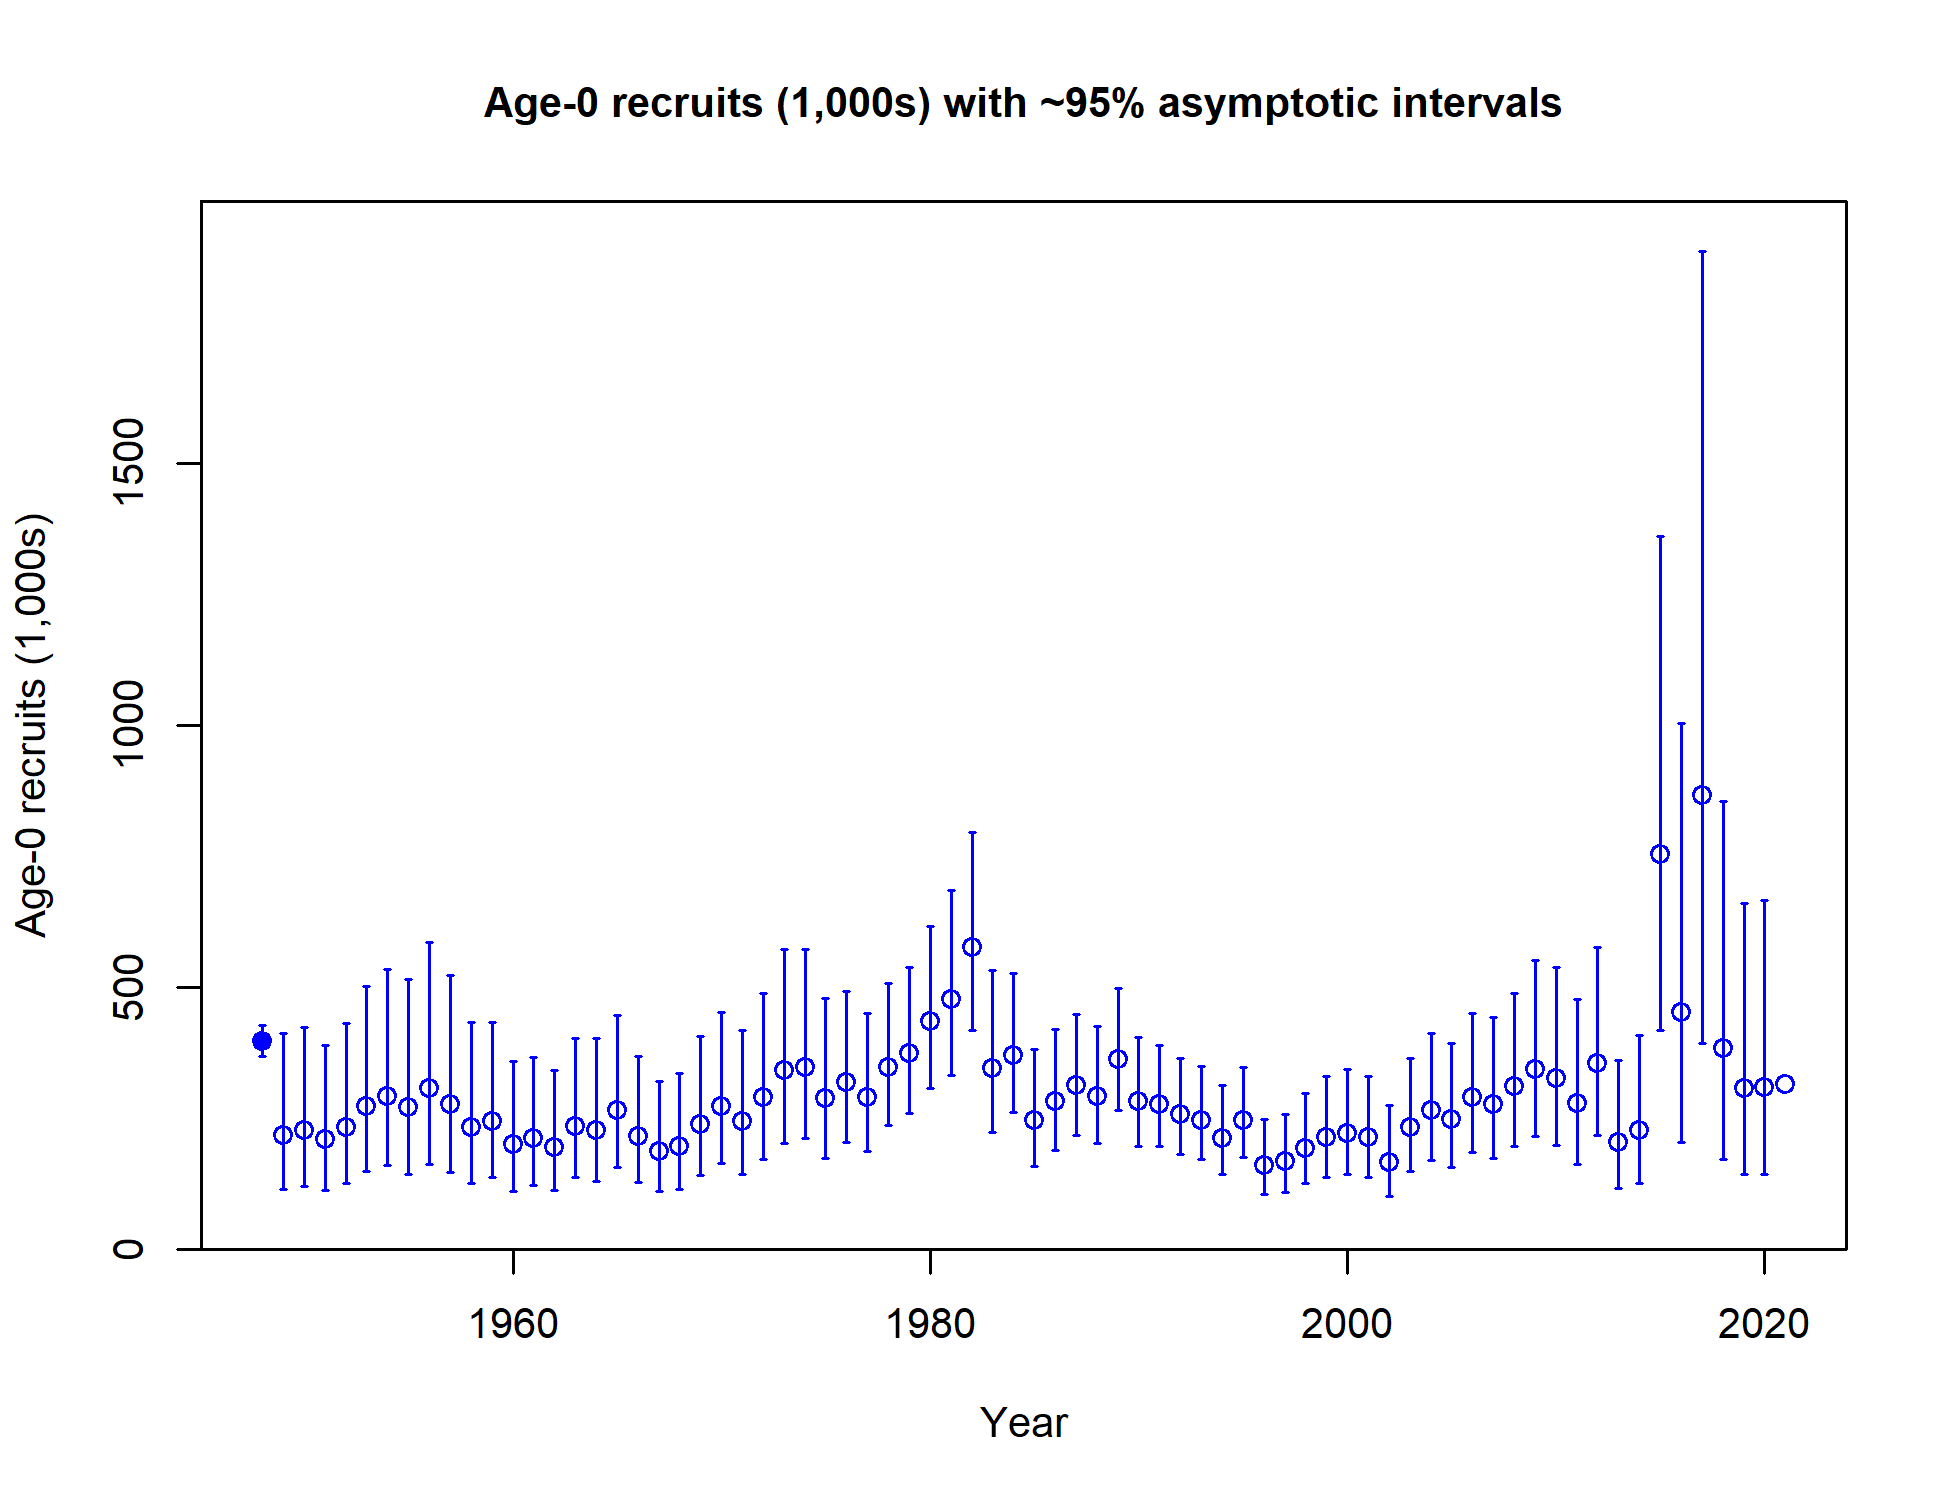 Age-0 recruits (1,000s) with ~95% asymptotic intervals
Age-0 recruits (1,000s)
1500
1000
500
0
1960
1980
2000
2020
Year